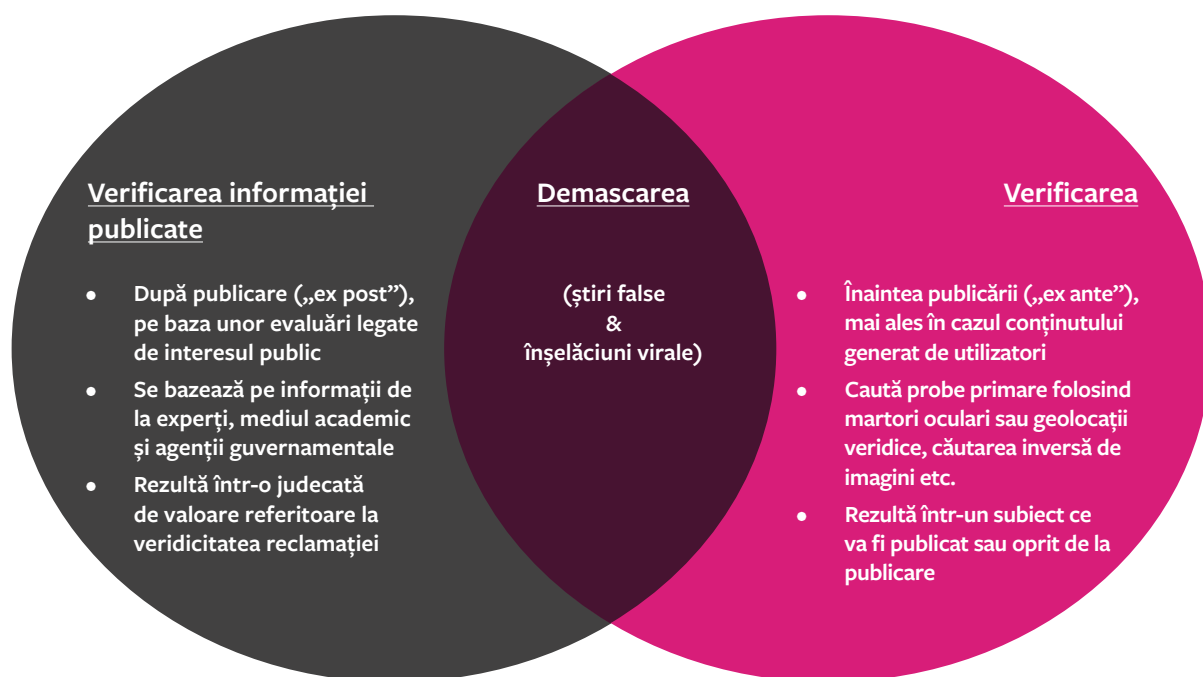 Verificarea informației
publicate
● După publicare („ex post”),
pe baza unor evaluări legate
de interesul public
● Se bazează pe informații de
la experți, mediul academic
și agenții guvernamentale
● Rezultă într-o judecată
de valoare referitoare la
veridicitatea reclamației
Demascarea
(știri false
&
înșelăciuni virale)
Verificarea
● Înaintea publicării („ex ante”),
mai ales în cazul conținutului
generat de utilizatori
● Caută probe primare folosind
martori oculari sau geolocații
veridice, căutarea inversă de
imagini etc.
● Rezultă într-un subiect ce
va fi publicat sau oprit de la
publicare